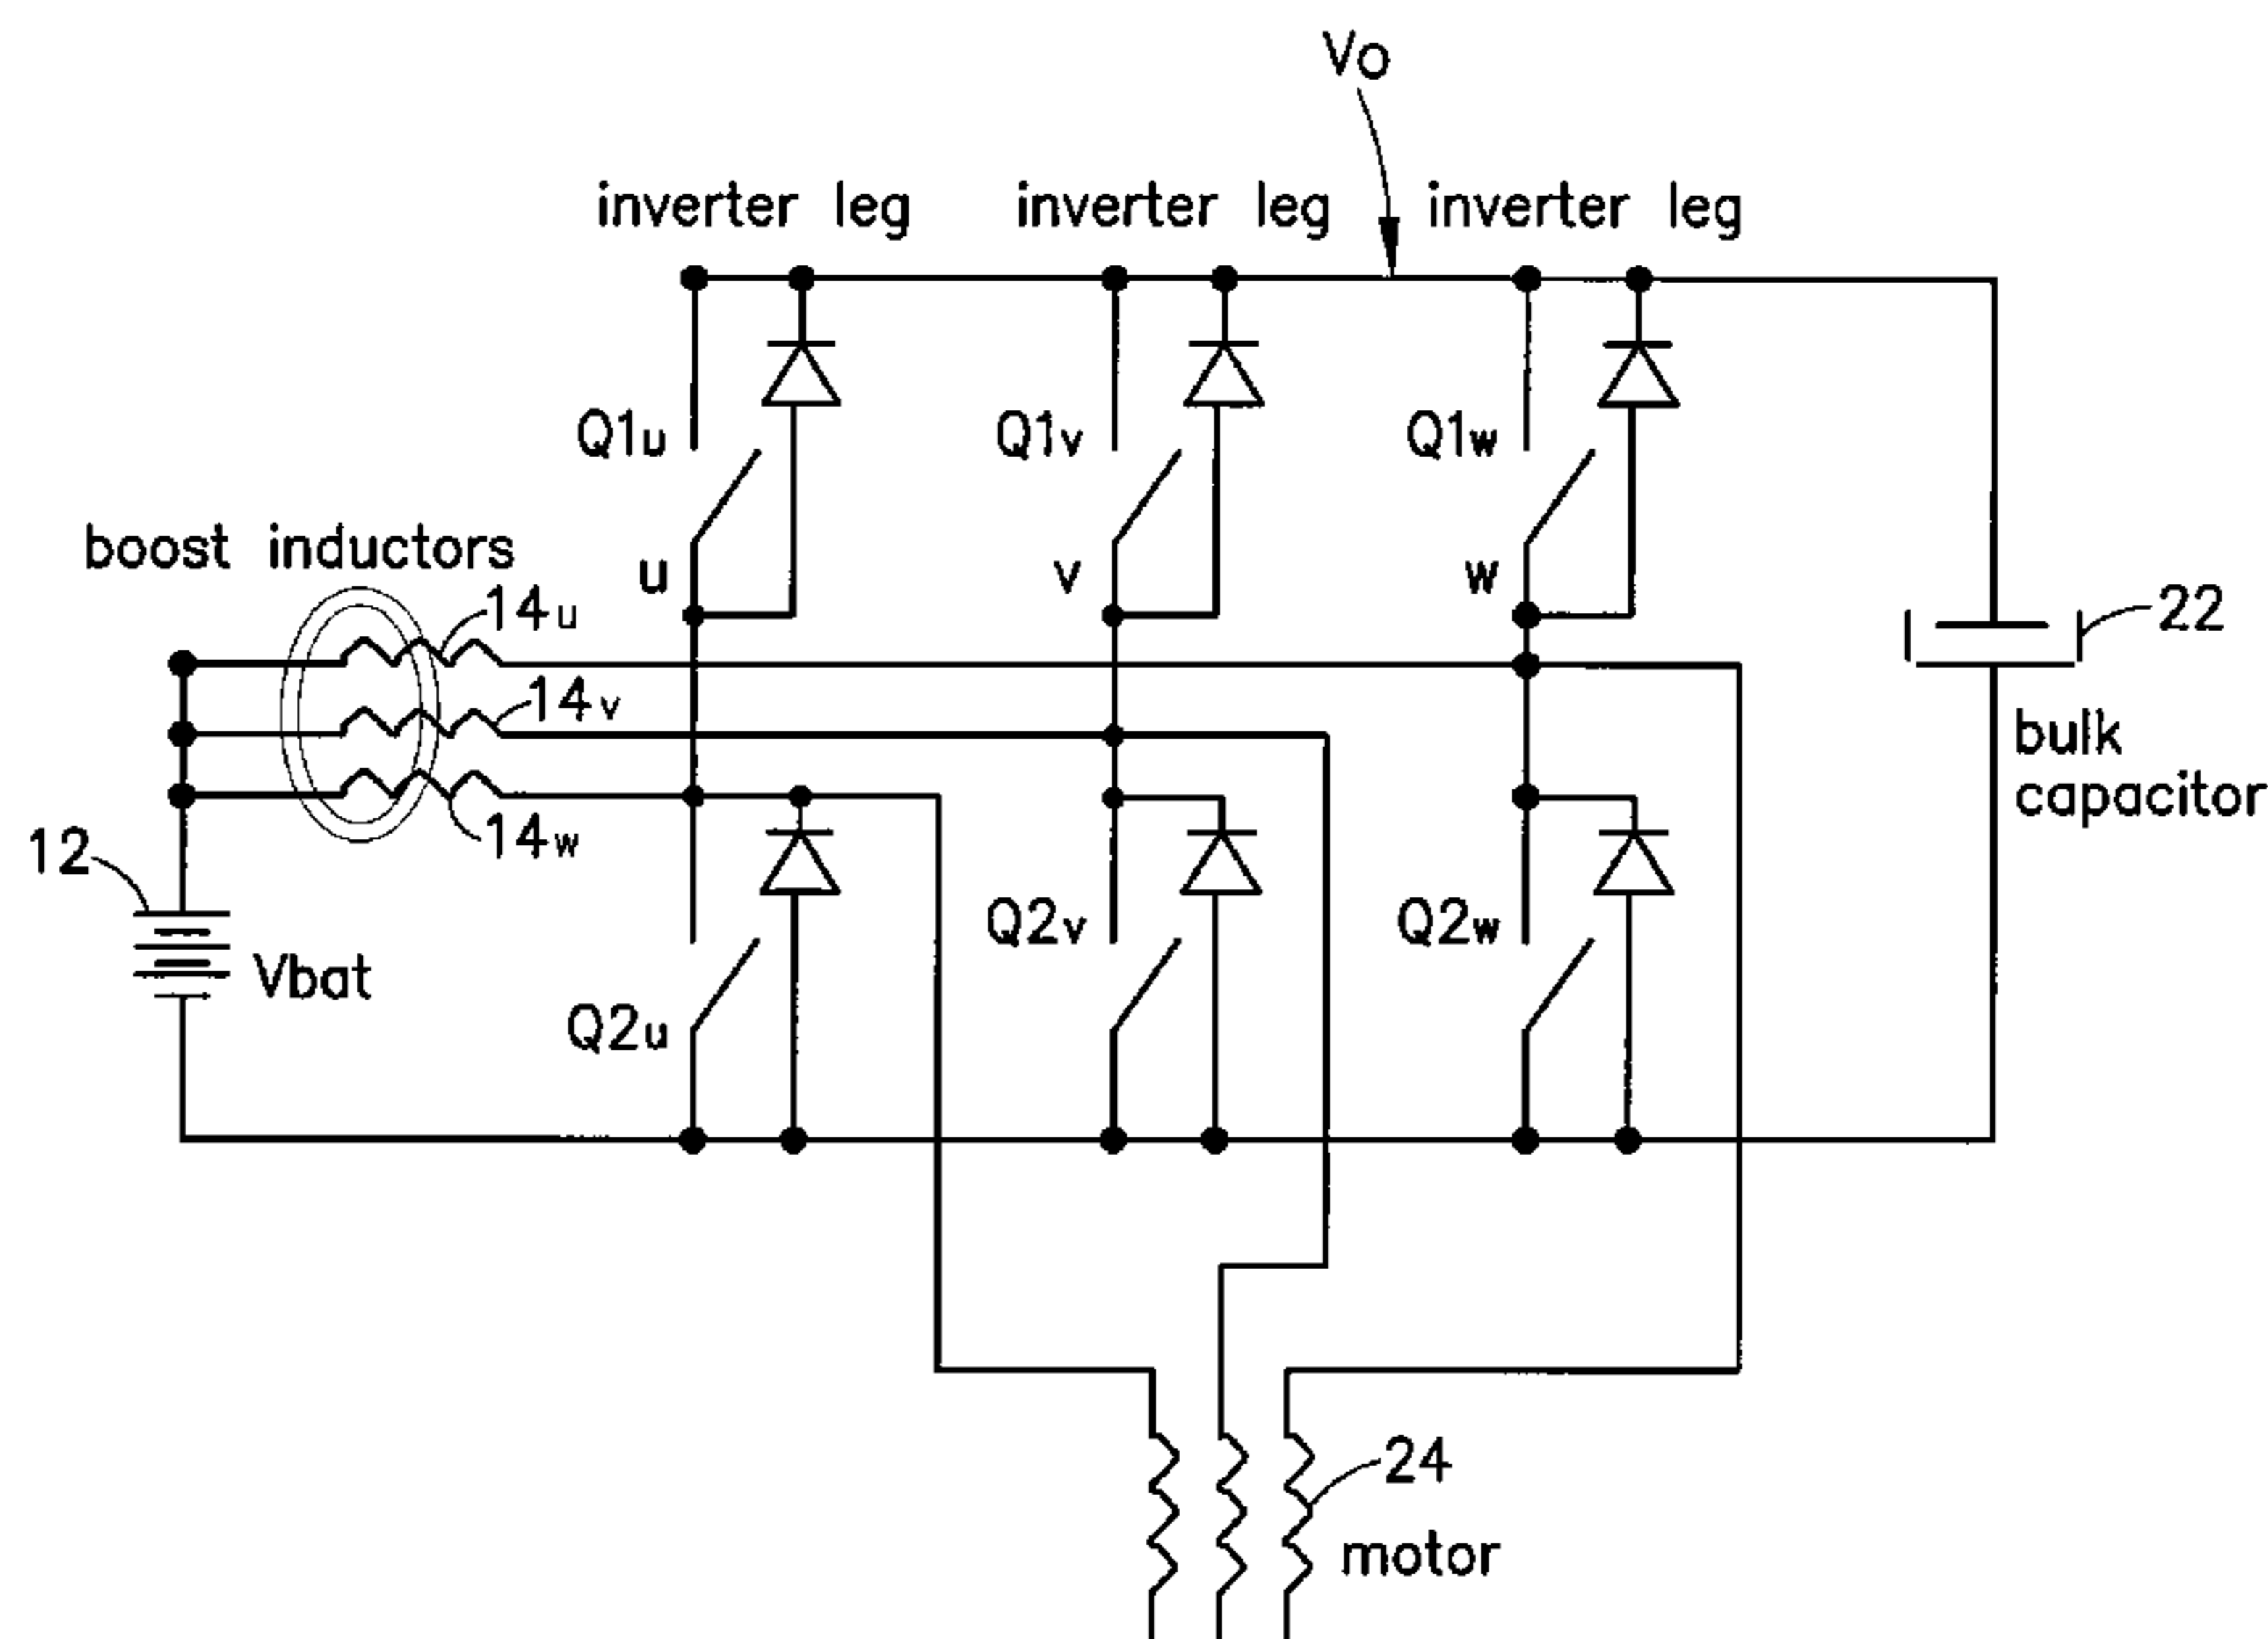 Vo
inverter leg
inverter leg
inverter leg
Q1u
Q1v
Q1w
boost inductors
u
v
w
14u
22
14v
bulk
capacitor
14w
12
Q2v
Q2w
Vbat
Q2u
24
motor